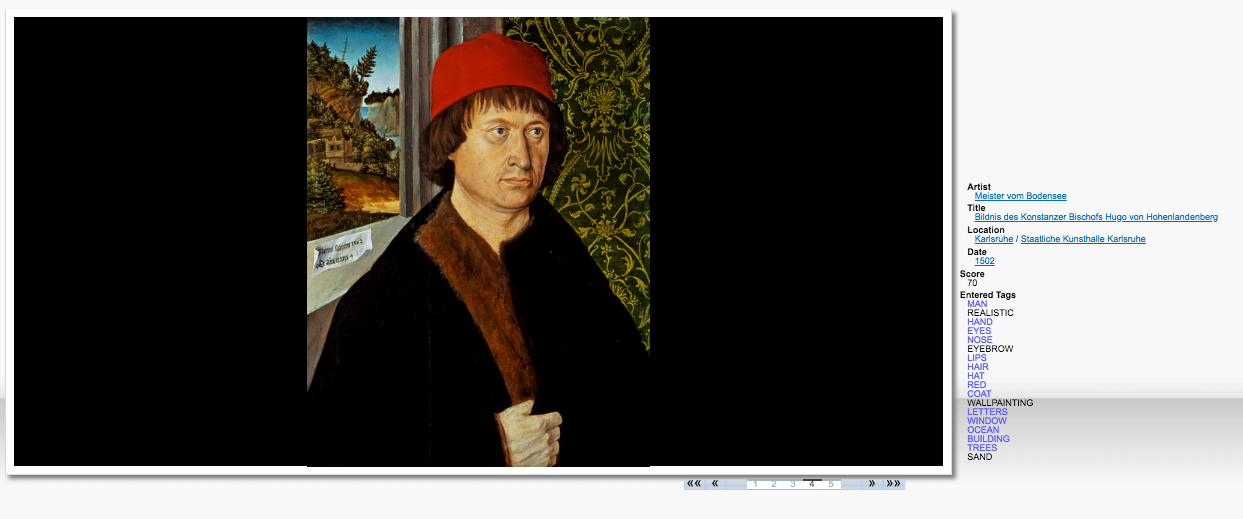 Artist
Meister vom Bodensee
Title
Bildnis des Konstanzer Bischofs Hugo von Hohenlandenberg
Location
Karlsruhe / Staatliche Kunsthalle Karlsruhe
Date
1502
Score
70
Entered Tags
MAN
REALISTIC
HAND
EYES
NOSE
EYEBROW
LIPS
HAIR
HAT
RED
COAT
WALLPAINTING
LETTERS
WINDOW
OCEAN
BUILDING
TREES
SAND
«« « 1 2 3 4 5 » »»